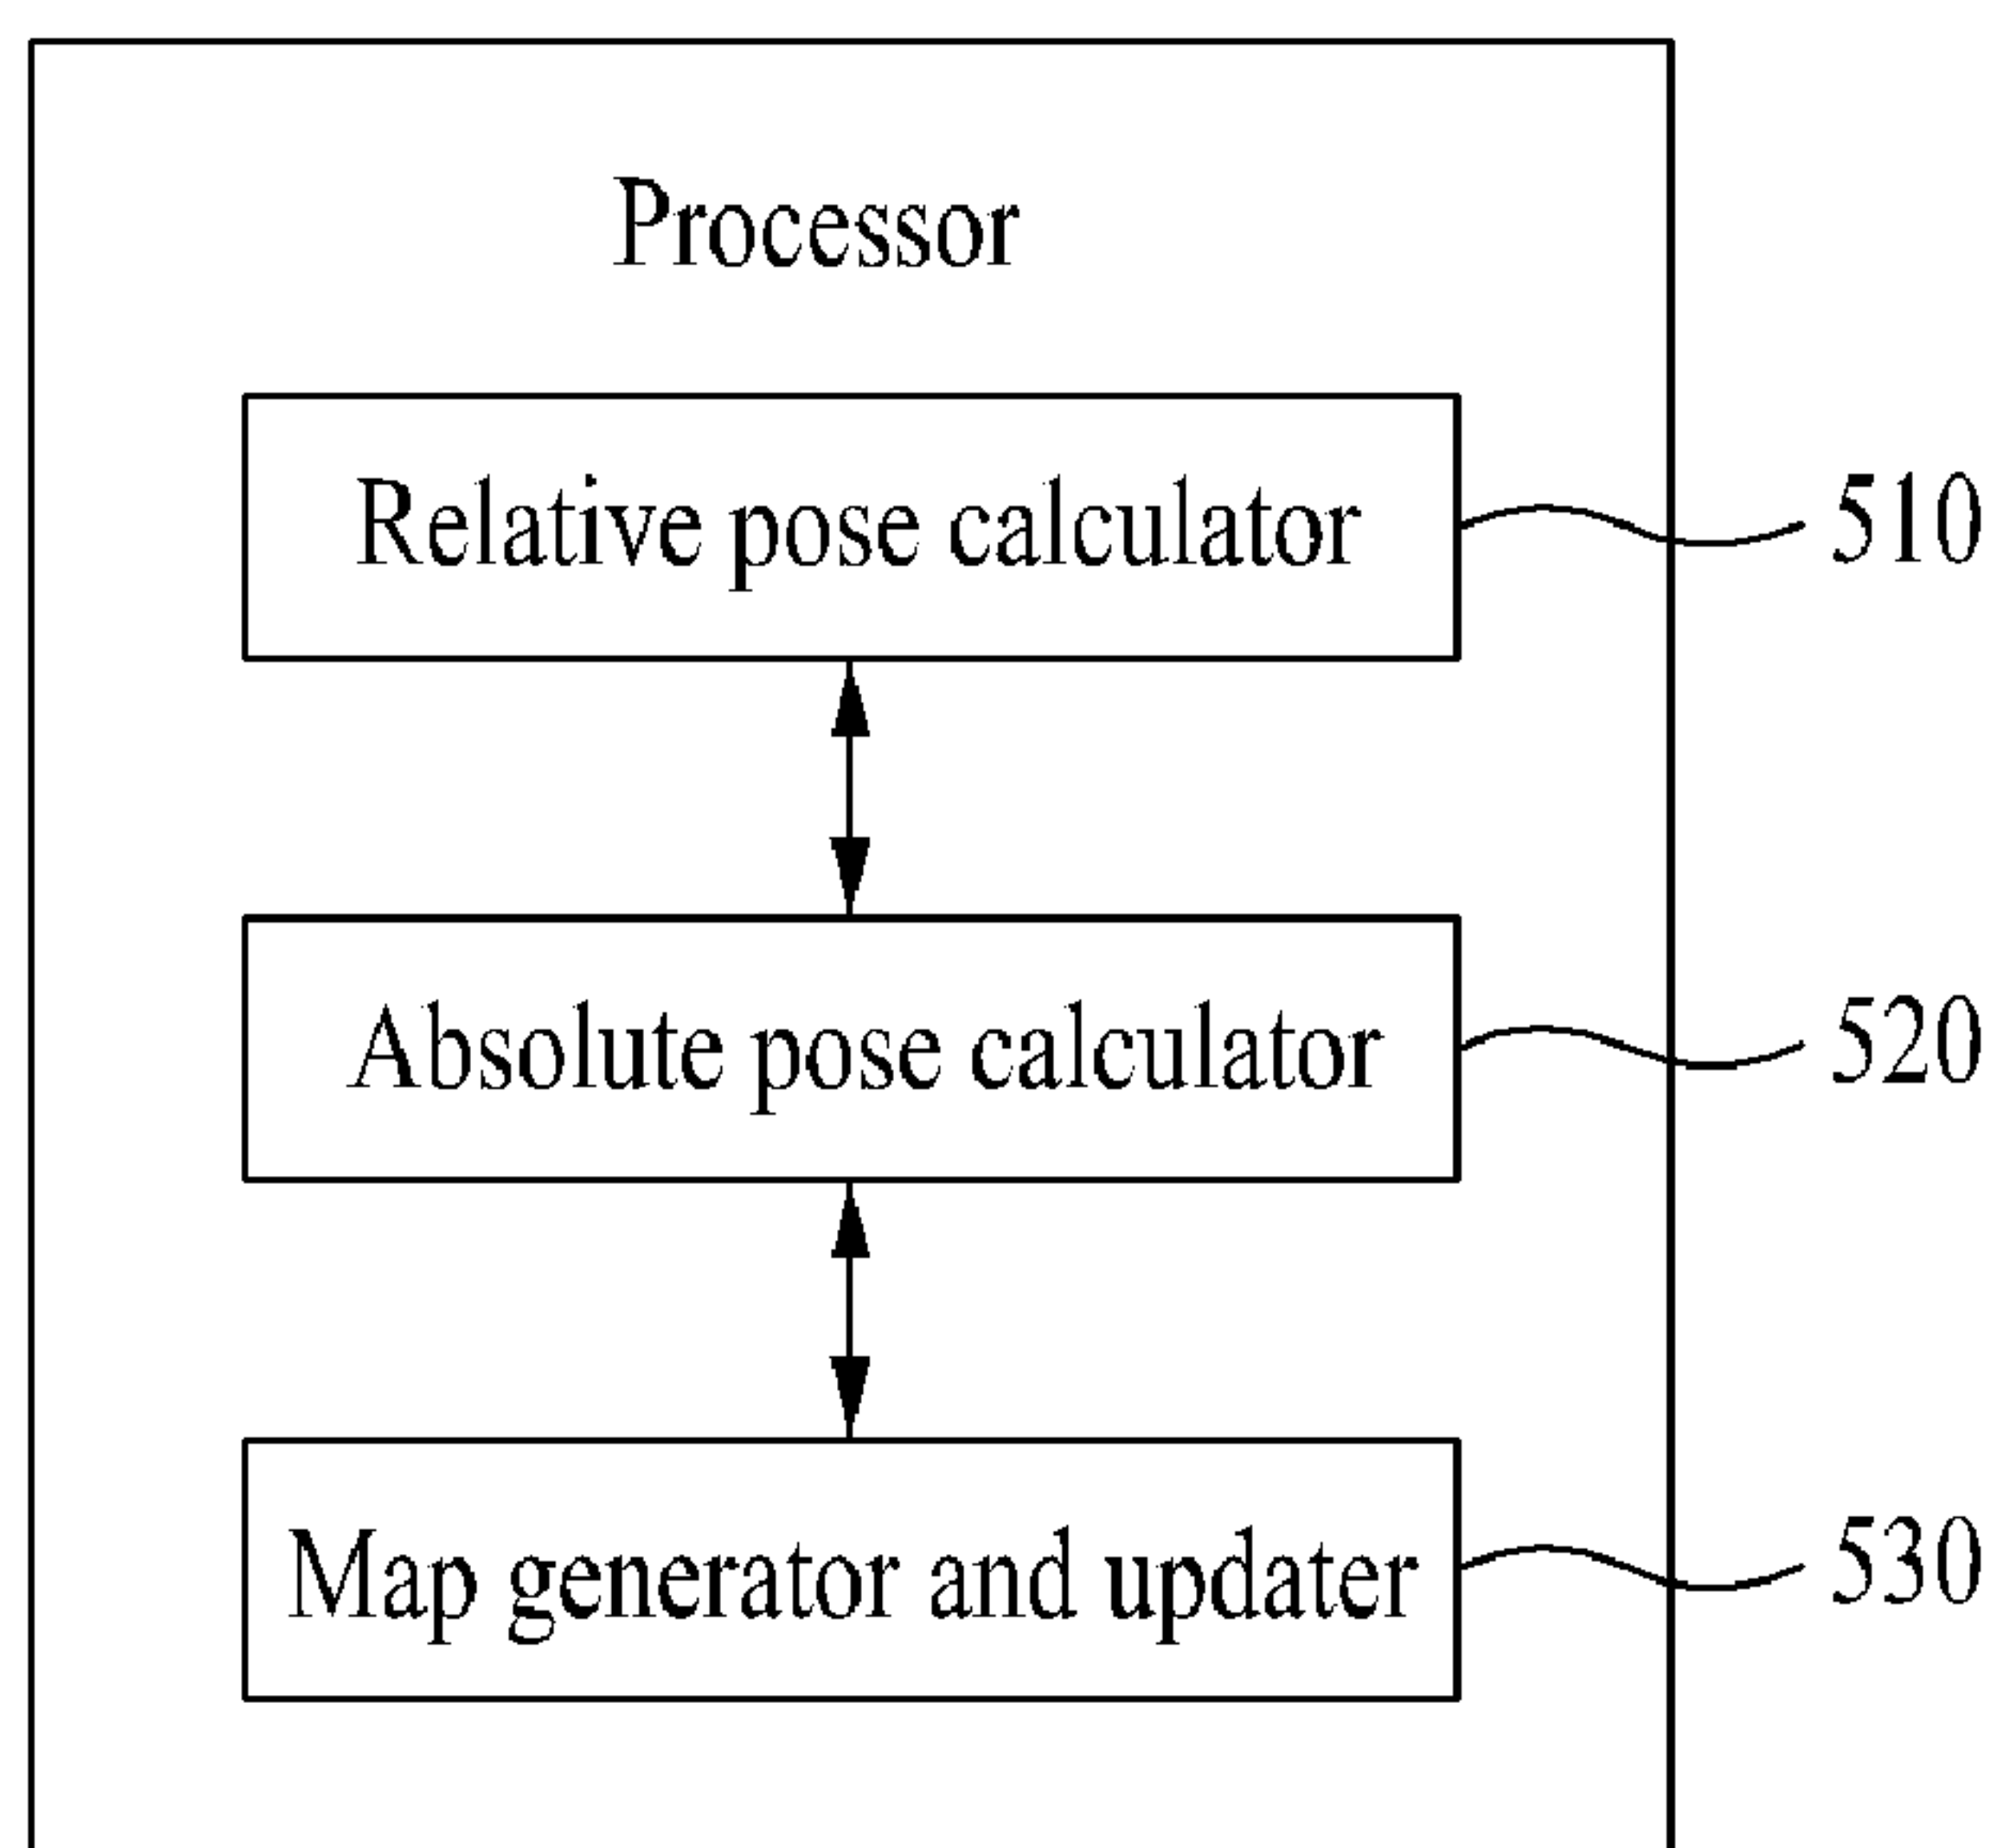 Processor
Relative pose calculator
510
Absolute pose calculator
520
Map generator and updater
530